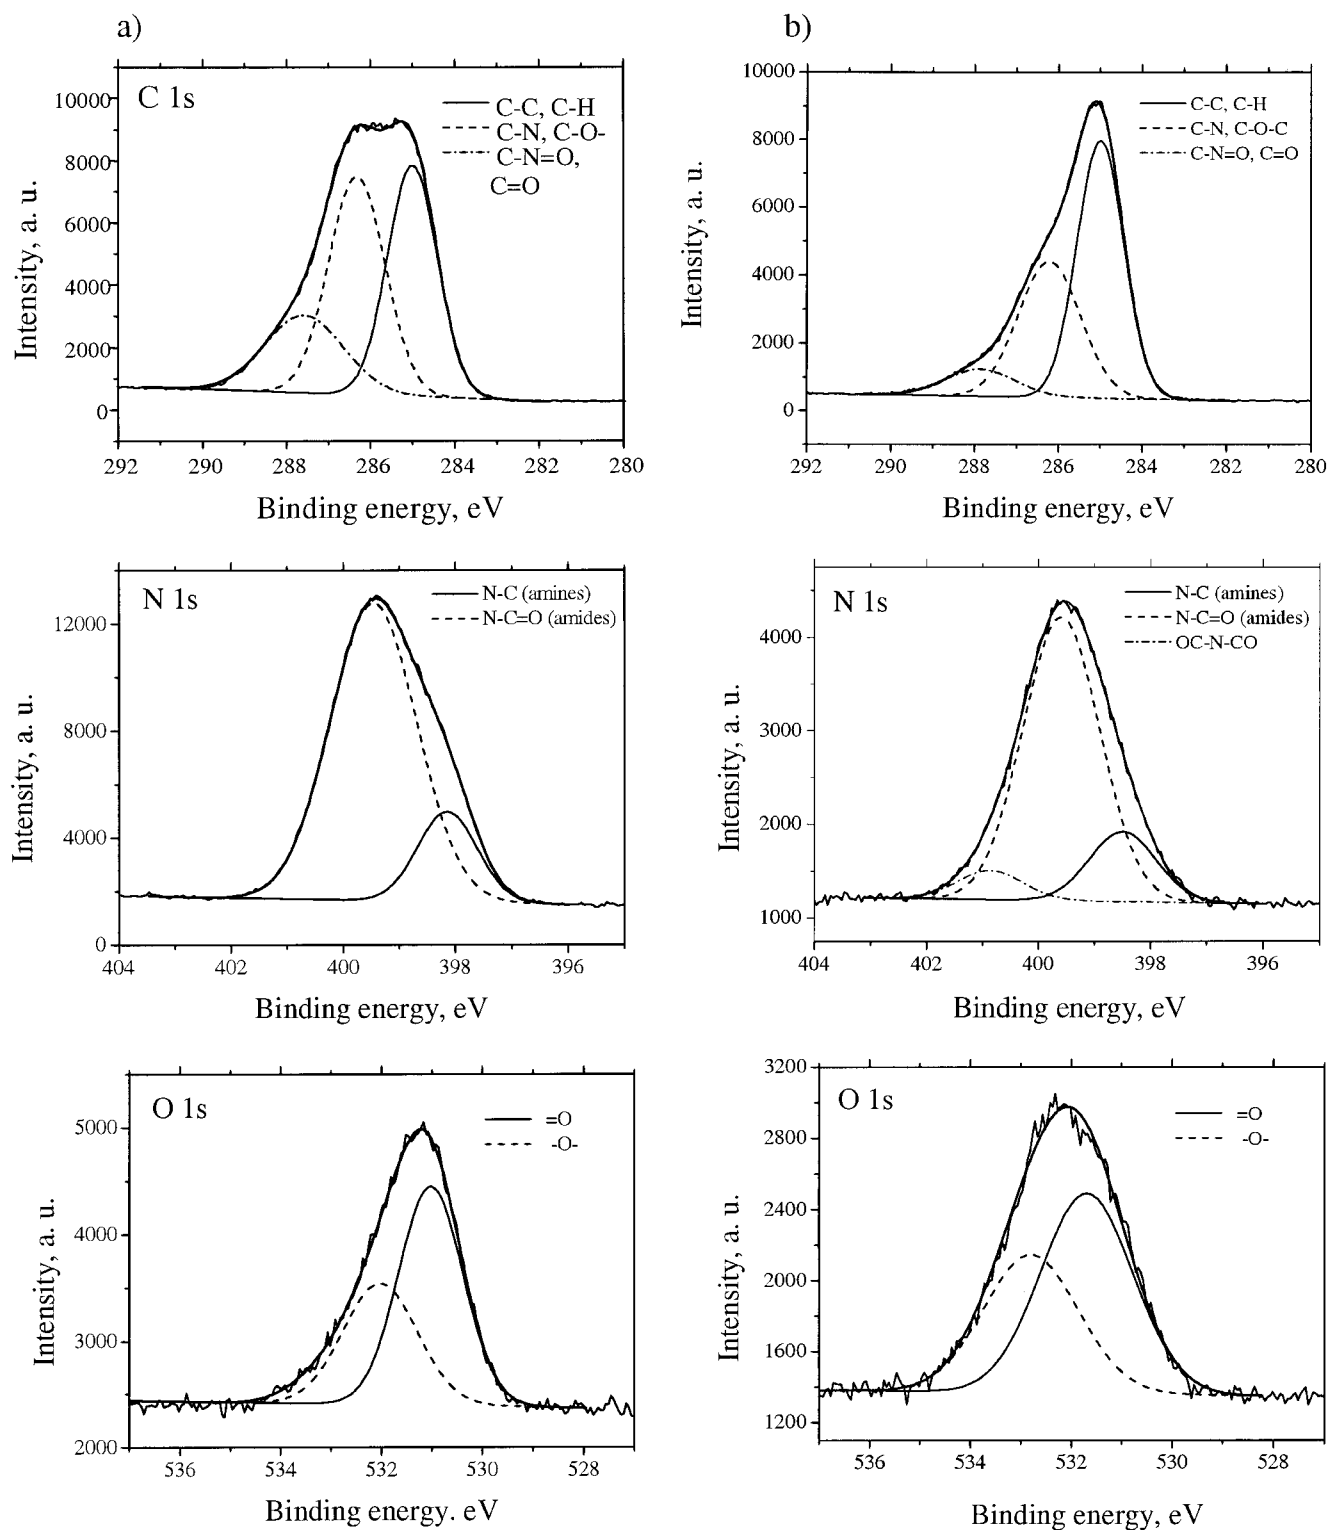 a)
C 1s
C-C, C-H
C-N, C-O-
C-N=O,
C=O
10000
8000
6000
4000
2000
0
292 290 288 286 284 282 280
Intensity, a. u.
Binding energy, eV
b)
C-C, C-H
C-N, C-O-C
C-N=O, C=O
10000
8000
6000
4000
2000
0
292 290 288 286 284 282 280
Intensity, a. u.
Binding energy, eV
N 1s
N-C (amines)
N-C=O (amides)
12000
8000
4000
0
404 402 400 398 396
Intensity, a. u.
Binding energy, eV
N 1s
N-C (amines)
N-C=O (amides)
OC-N-CO
4000
3000
2000
1000
404 402 400 398 396
Intensity, a. u.
Binding energy, eV
O 1s
=O
-O-
5000
4000
3000
2000
536 534 532 530 528
Intensity, a. u.
Binding energy. eV
O 1s
=O
-O-
3200
2800
2400
2000
1600
1200
536 534 532 530 528
Intensity, a. u.
Binding energy, eV